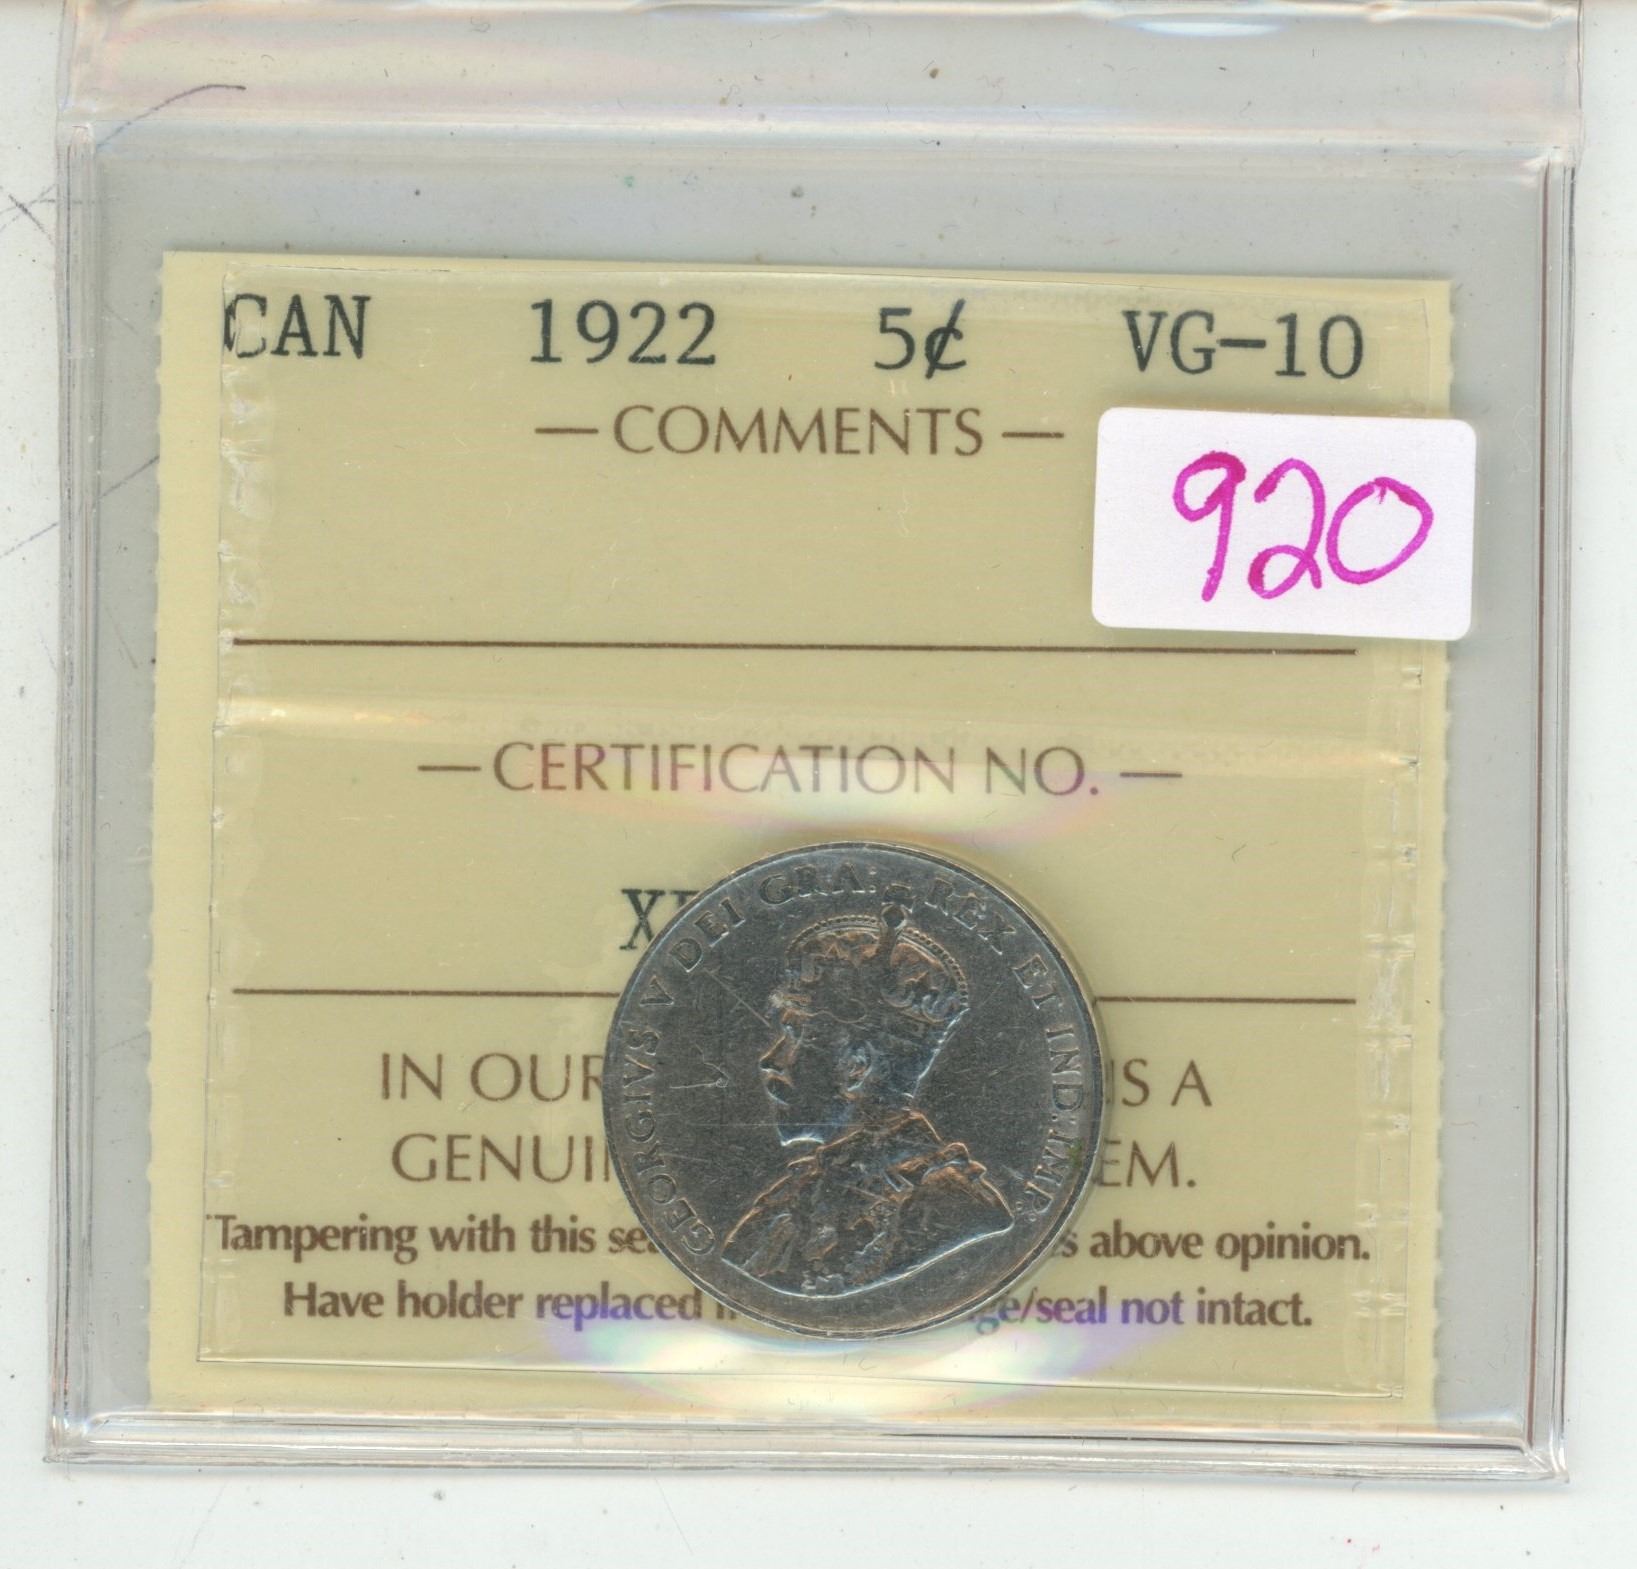 CAN 1922 5¢ VG-10
— COMMENTS —
920
— CERTIFICATION NO. —
GEORGIVS V DEI GRA: REX ET IND: IMP:
IN OUR IS A
GENUI EM.
Tampering with this sea s above opinion.
Have holder replaced ge/seal not intact.